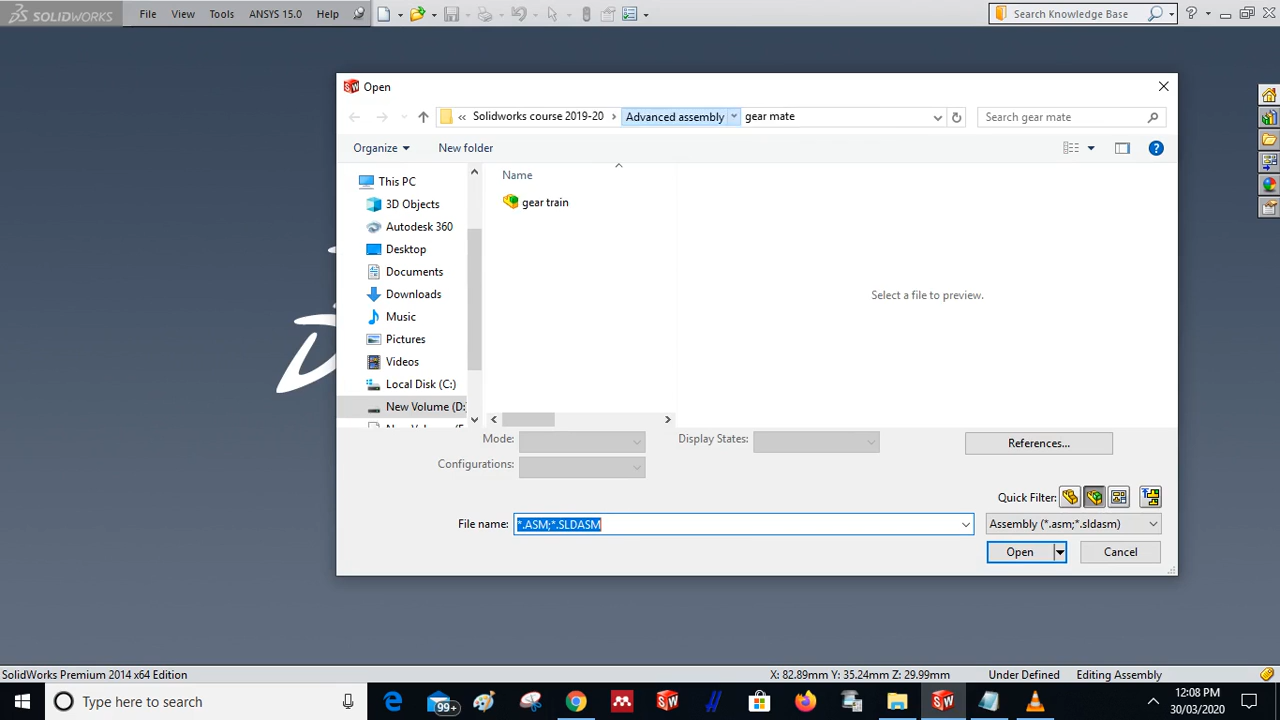 SOLIDWORKS File View Tools ANSYS 15.0 Help Search Knowledge Base
Open
« Solidworks course 2019-20 Advanced assembly gear mate Search gear mate
Organize New folder
This PC
3D Objects
Autodesk 360
Desktop
Documents
Downloads
Music
Pictures
Videos
Local Disk (C:)
New Volume (D:
Name
gear train
Select a file to preview.
Mode: Display States: References...
Configurations:
Quick Filter:
File name: *.ASM;*.SLDASM Assembly (*.asm;*.sldasm)
Open Cancel
SolidWorks Premium 2014 x64 Edition X: 82.89mm Y: 35.24mm Z: 29.99mm Under Defined Editing Assembly
Type here to search 99+ 12:08 PM
30/03/2020